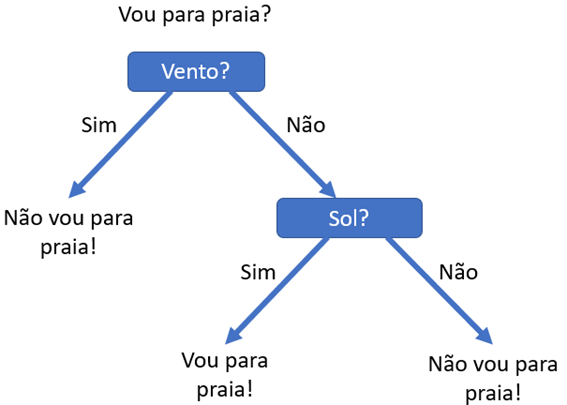 Vou para praia?
Vento?
Sim
Não
Não vou para
praia!
Sol?
Sim
Não
Vou para
praia!
Não vou para
praia!